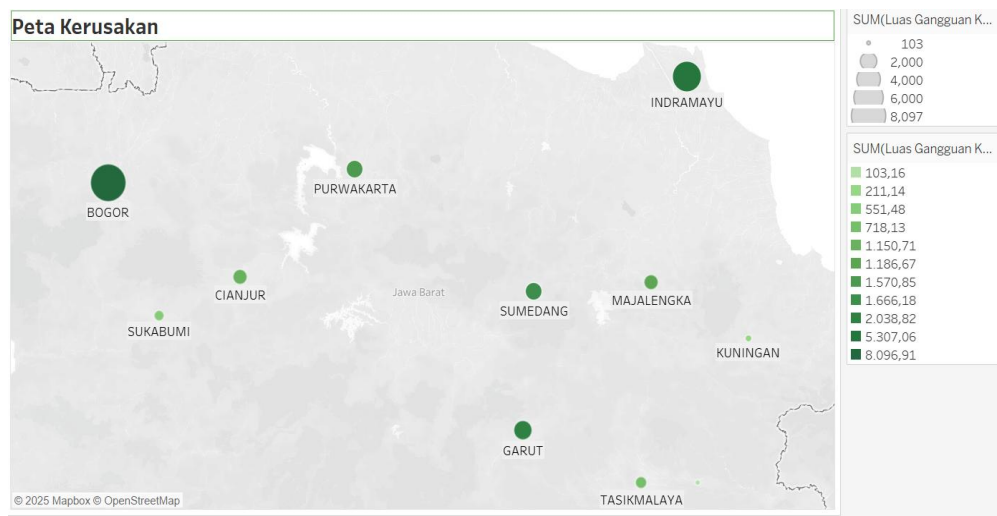 Peta Kerusakan
INDRAMAYU
PURWAKARTA
BOGOR
CIANJUR
Jawa Barat
SUMEDANG
MAJALENGKA
SUKABUMI
KUNINGAN
GARUT
TASIKMALAYA
© 2025 Mapbox © OpenStreetMap
SUM(Luas Gangguan K...
103
2,000
4,000
6,000
8,097
SUM(Luas Gangguan K...
103,16
211,14
551,48
718,13
1.150,71
1.186,67
1.570,85
1.666,18
2.038,82
5.307,06
8.096,91